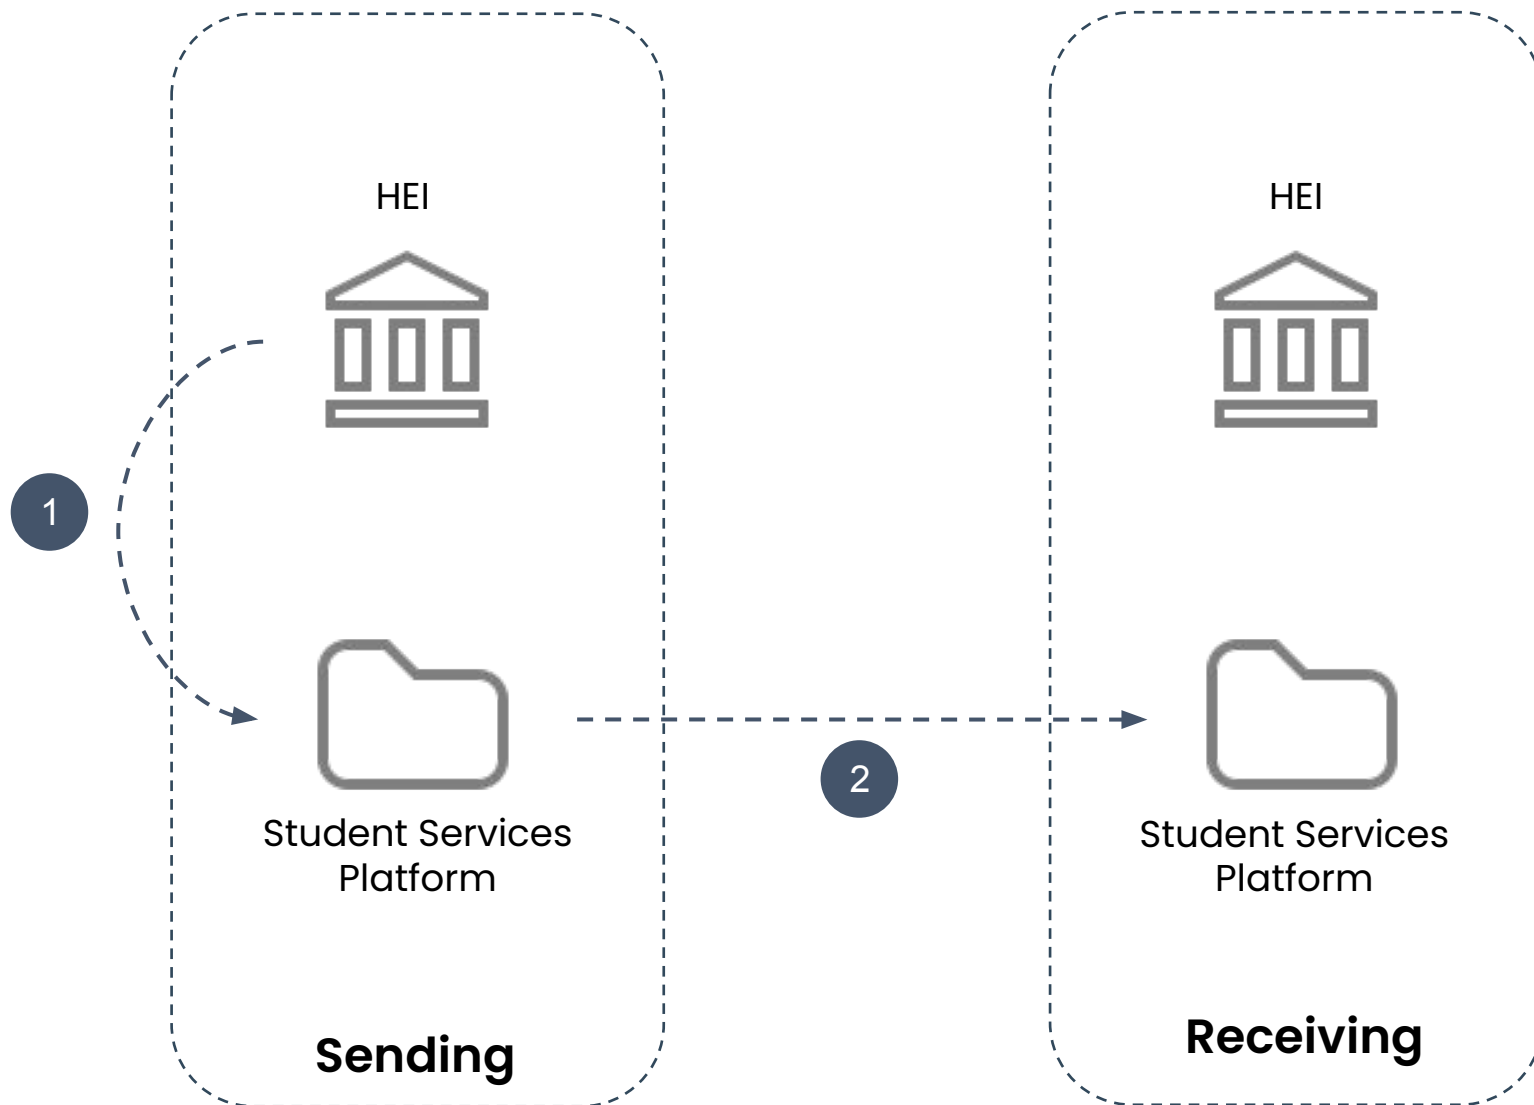 HEI
HEI
1
2
Student Services
Platform
Student Services
Platform
Sending
Receiving